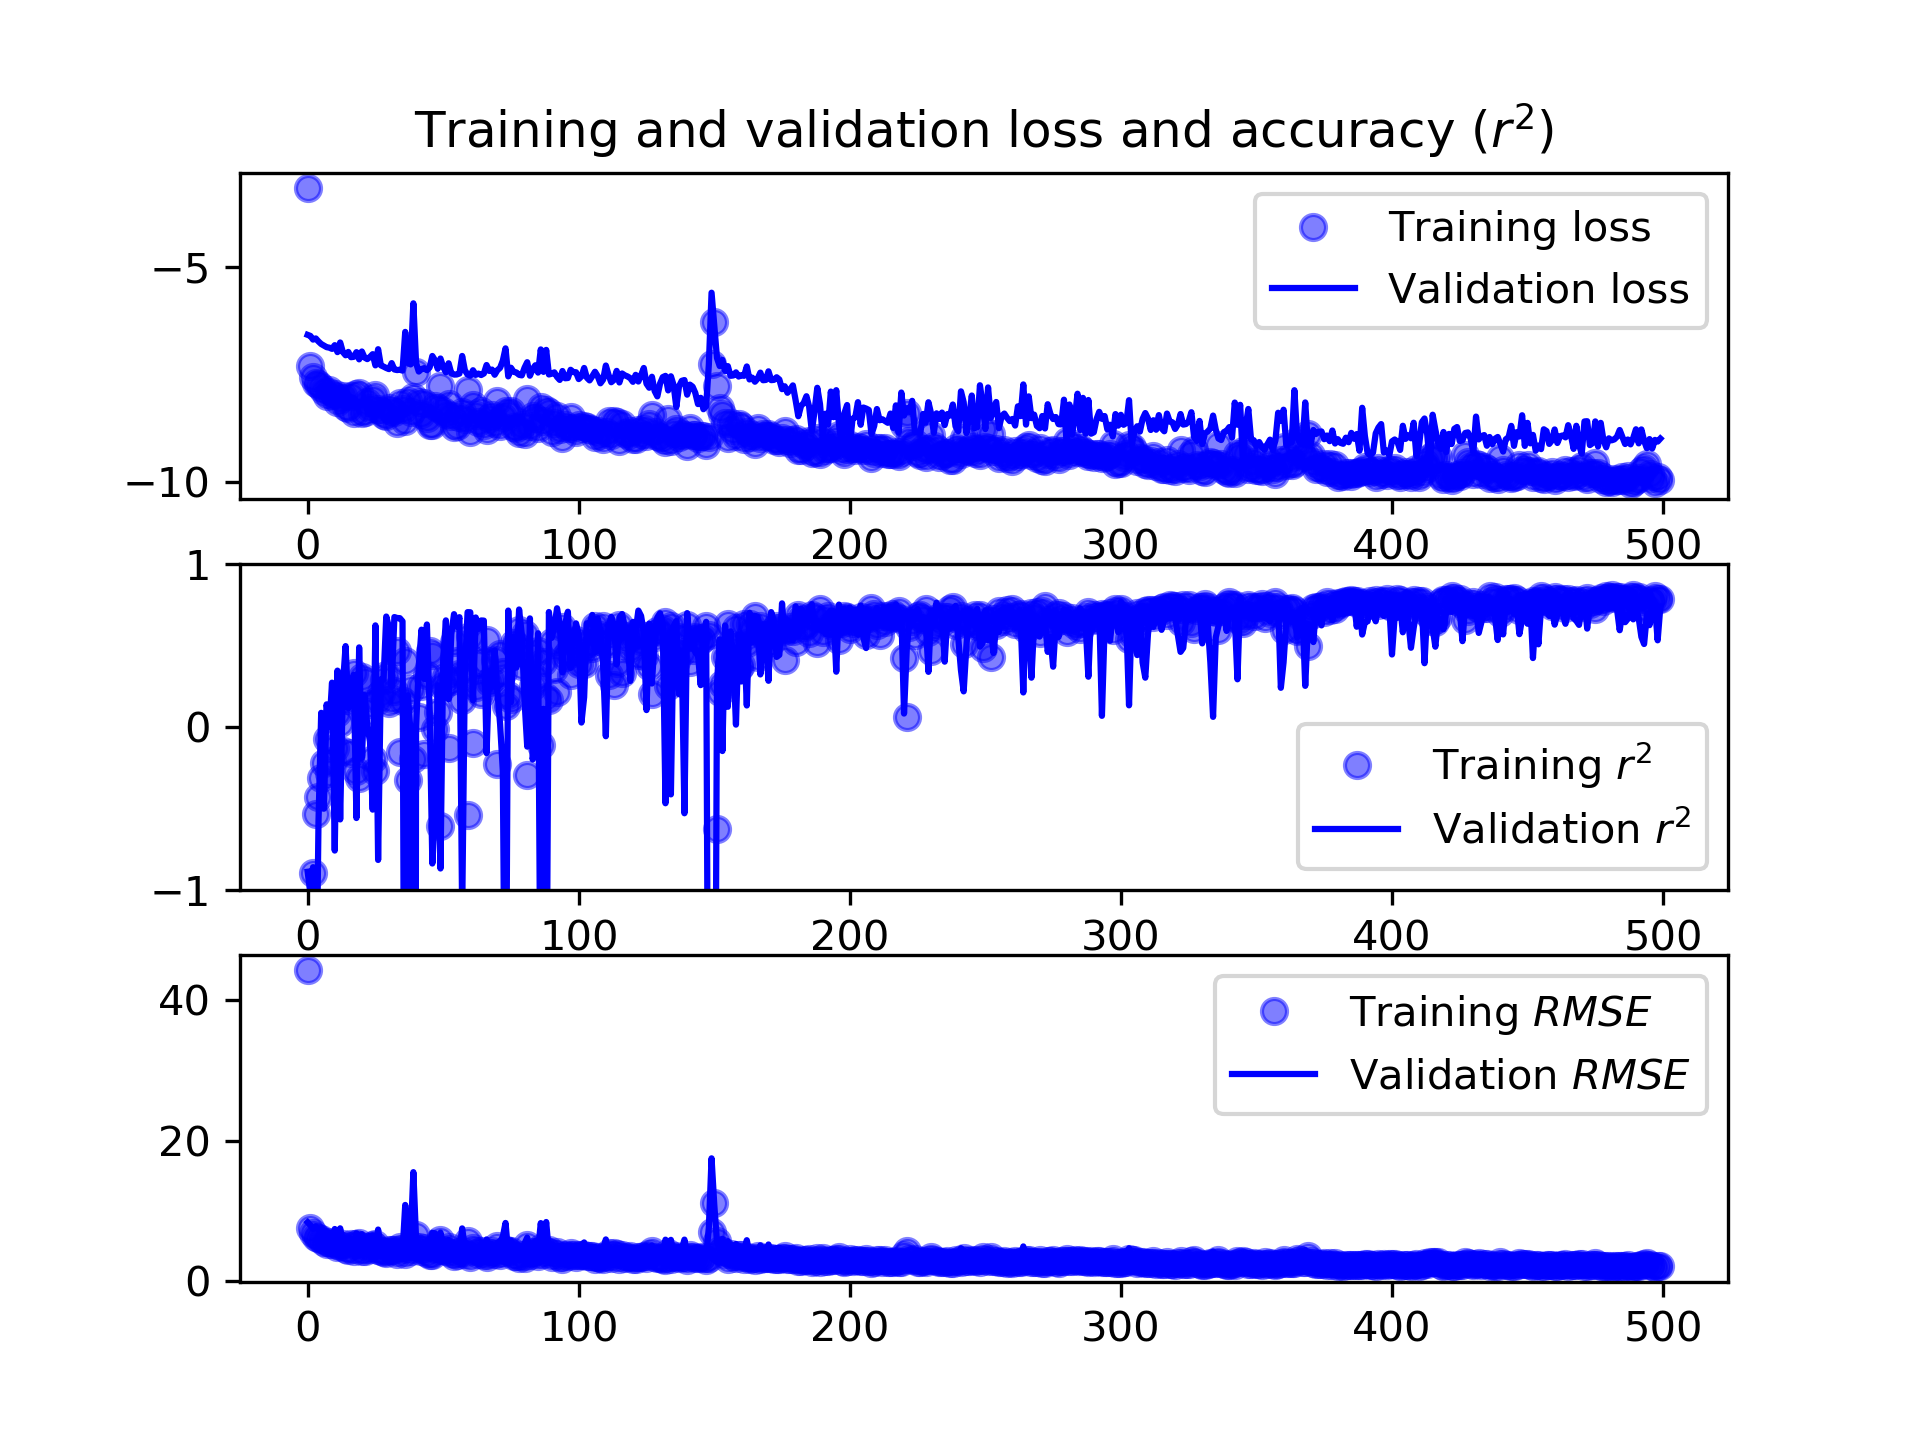 Training and validation loss and accuracy (r²)
Training loss
Validation loss
−5
−10
0 100 200 300 400 500
1
0
−1
Training r²
Validation r²
0 100 200 300 400 500
40
20
0
Training RMSE
Validation RMSE
0 100 200 300 400 500